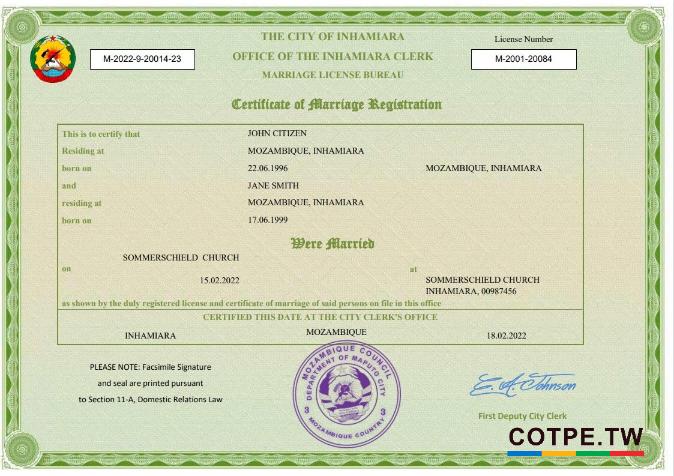 THE CITY OF INHAMIARA
OFFICE OF THE INHAMIARA CLERK
MARRIAGE LICENSE BUREAU
License Number
M-2022-9-20014-23
M-2001-20084
Certificate of Marriage Registration
This is to certify that JOHN CITIZEN
Residing at MOZAMBIQUE, INHAMIARA
born on 22.06.1996 MOZAMBIQUE, INHAMIARA
and JANE SMITH
residing at MOZAMBIQUE, INHAMIARA
born on 17.06.1999
Were Married
SOMMERSCHIELD CHURCH
on at
15.02.2022 SOMMERSCHIELD CHURCH
INHAMIARA, 00987456
as shown by the duly registered license and certificate of marriage of said persons on file in this office
CERTIFIED THIS DATE AT THE CITY CLERK'S OFFICE
INHAMIARA MOZAMBIQUE 18.02.2022
PLEASE NOTE: Facsimile Signature
and seal are printed pursuant
to Section 11-A, Domestic Relations Law
MOZAMBIQUE COUNCIL
DEPARTMENT OF MAPUTO CITY
3 3
MOZAMBIQUE COUNTRY
E. A. Johnson
First Deputy City Clerk
COTPE.TW